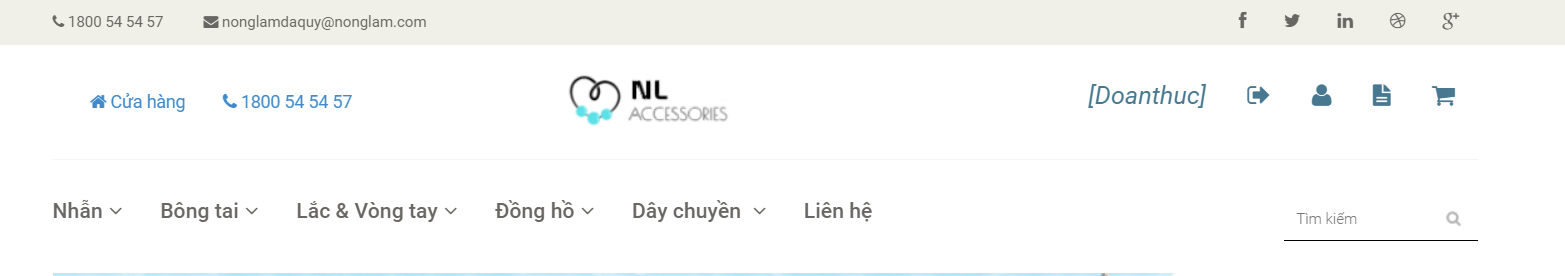 1800 54 54 57 nonglamdaquy@nonglam.com
Cửa hàng 1800 54 54 57 NL ACCESSORIES [Doanthuc]
Nhẫn Bông tai Lắc & Vòng tay Đồng hồ Dây chuyền Liên hệ
Tìm kiếm